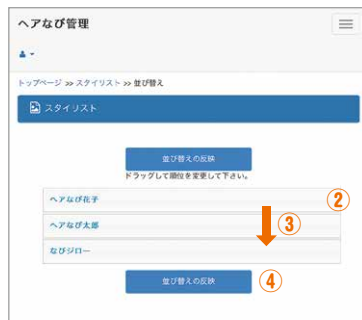 ヘアなび管理
トップページ >> スタイリスト >> 並び替え
スタイリスト
並び替えの反映
ドラッグして順位を変更して下さい。
ヘアなび花子 ②
ヘアなび太郎 ③
なびジロー
並び替えの反映 ④